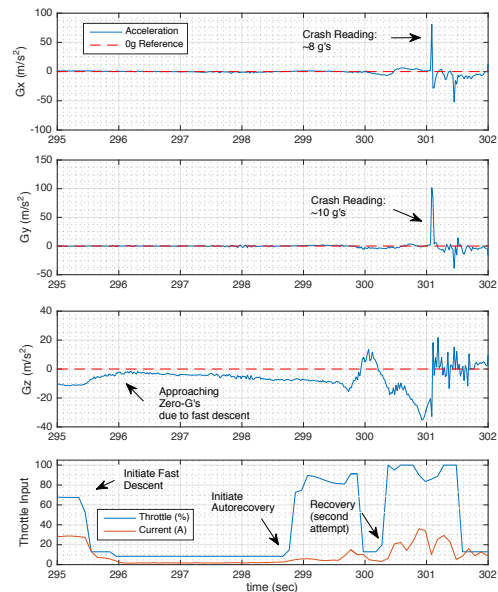 100
50
0
-50
-100
Gx (m/s²)
Acceleration
0g Reference
Crash Reading:
~8 g's
295 296 297 298 299 300 301 302
150
100
50
0
-50
Gy (m/s²)
Crash Reading:
~10 g's
295 296 297 298 299 300 301 302
40
20
0
-20
-40
Gz (m/s²)
Approaching
Zero-G's
due to fast descent
295 296 297 298 299 300 301 302
100
80
60
40
20
0
Throttle Input
Initiate Fast
Descent
Throttle (%)
Current (A)
Initiate
Autorecovery
Recovery
(second
attempt)
295 296 297 298 299 300 301 302
time (sec)